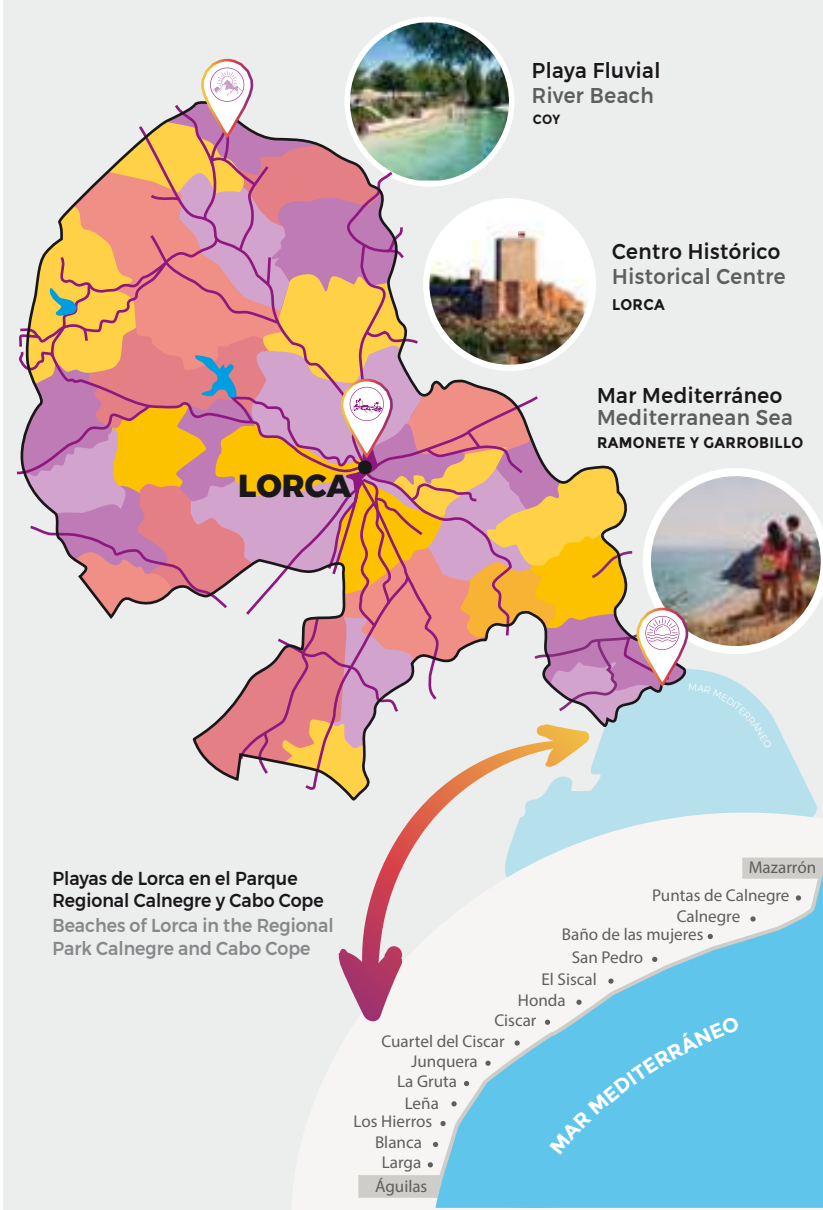 Playa Fluvial
River Beach
COY
Centro Histórico
Historical Centre
LORCA
Mar Mediterráneo
Mediterranean Sea
RAMONETE Y GARROBILLO
LORCA
MAR MEDITERRÁNEO
Playas de Lorca en el Parque
Regional Calnegre y Cabo Cope
Beaches of Lorca in the Regional
Park Calnegre and Cabo Cope
Mazarrón
Puntas de Calnegre
Calnegre
Baño de las mujeres
San Pedro
El Siscal
Honda
Ciscar
Cuartel del Ciscar
Junquera
La Gruta
Leña
Los Hierros
Blanca
Larga
Águilas
MAR MEDITERRÁNEO